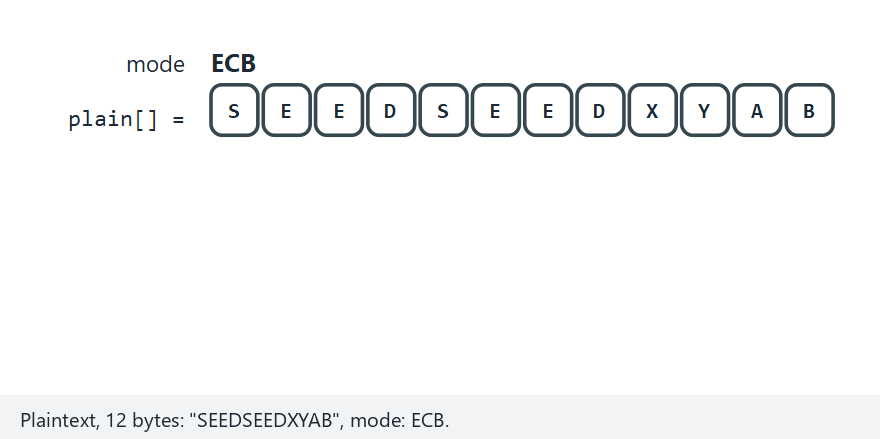 mode ECB
plain[] = S E E D S E E D X Y A B
Plaintext, 12 bytes: "SEEDSEEDXYAB", mode: ECB.